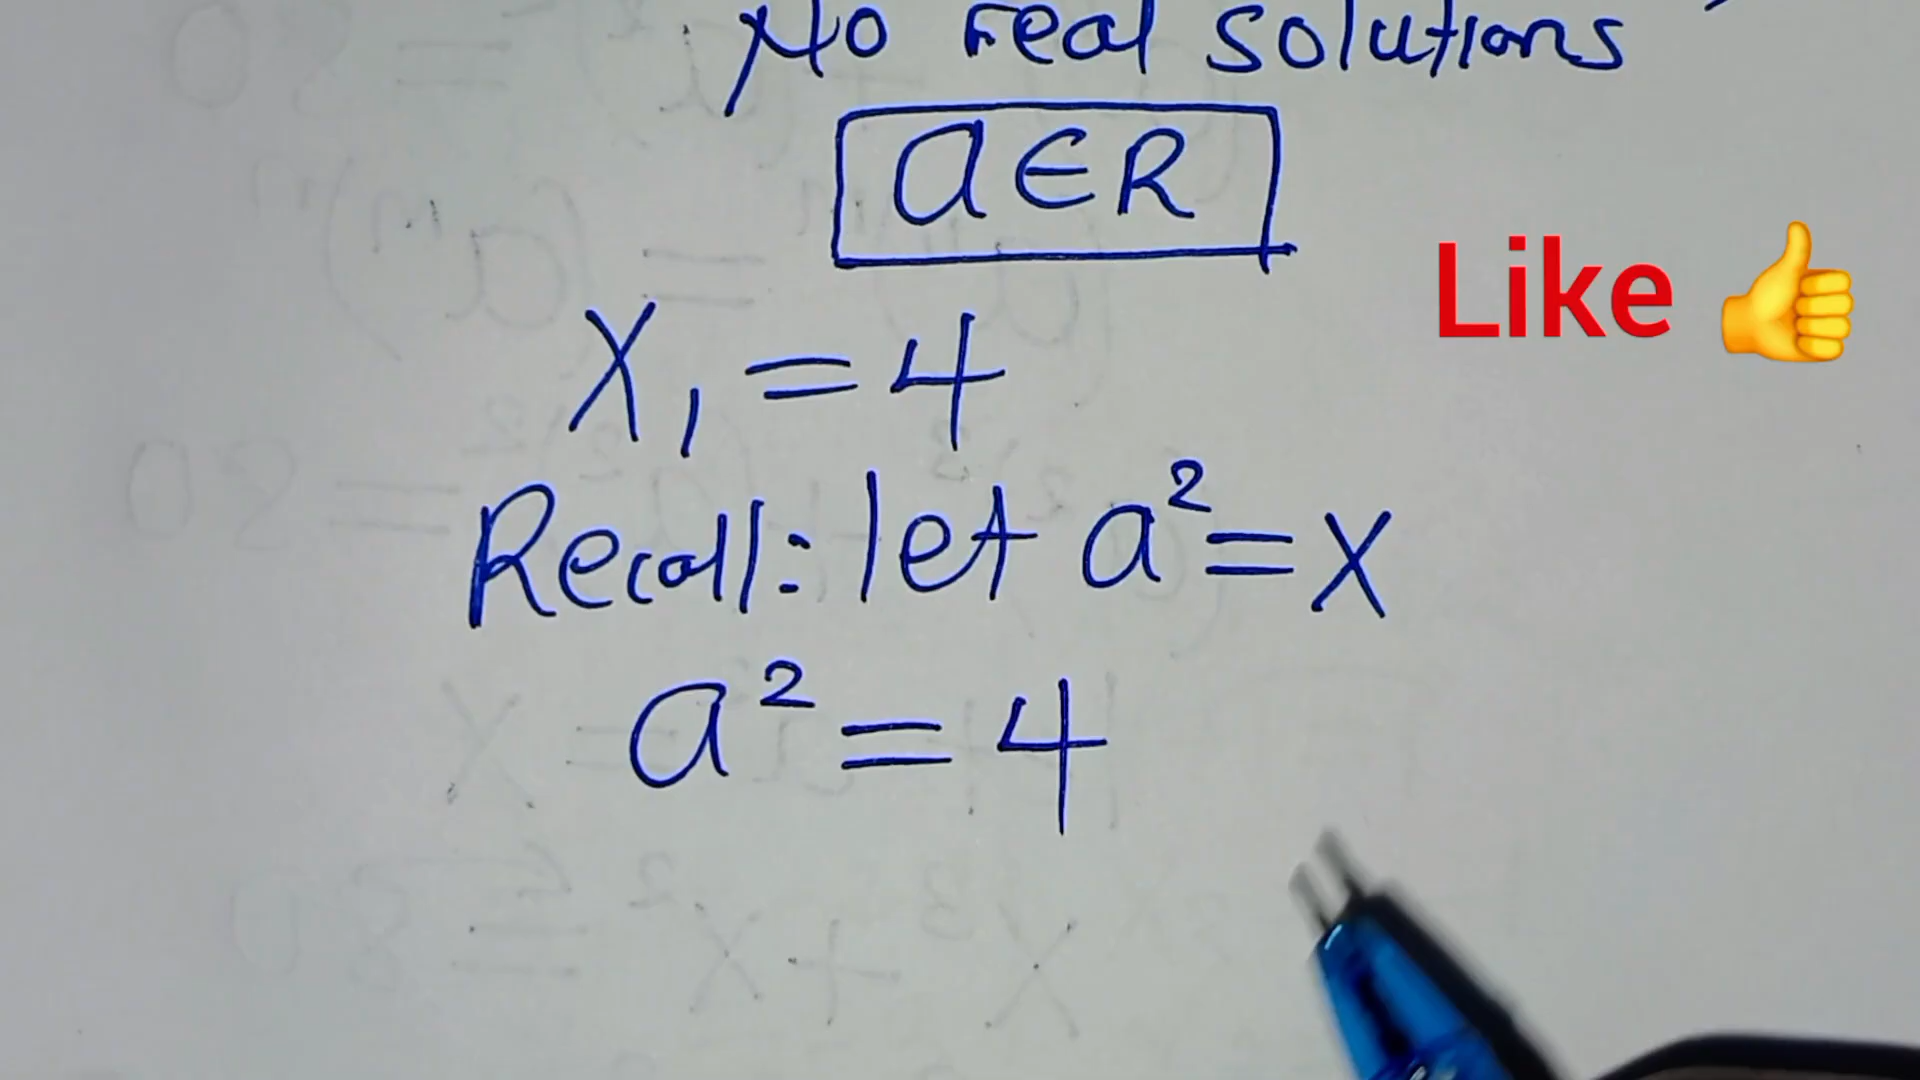 No real solutions
a∈R
Like 👍
X₁ = 4
Recall: let a² = X
a² = 4